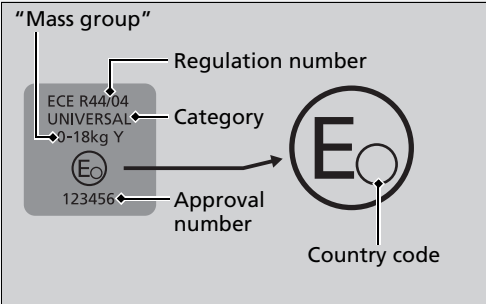 “Mass group”
Regulation number
ECE R44/04
UNIVERSAL
Category
0-18kg Y
E
123456
Approval
number
E
Country code